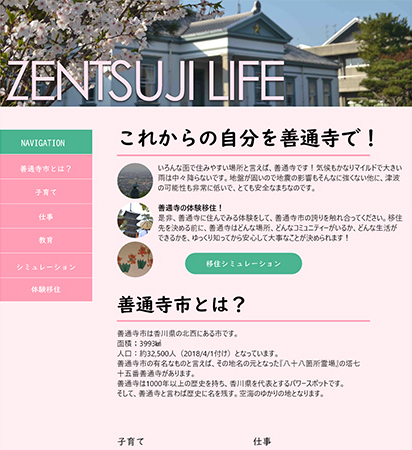 ZENTSUJI LIFE
NAVIGATION
善通寺市とは？
子育て
仕事
教育
シミュレーション
体験移住
これからの自分を善通寺で！
いろんな面で住みやすい場所と言えば、善通寺です！気候もかなりマイルドで大きい
雨は中々降らないです。地盤が固いので地震の影響もそんなに強くない他に、津波
の可能性も非常に低いで、とても安全なまちなのです。
善通寺の体験移住！
是非、善通寺に住んでみる体験をして、善通寺市の誇りを触れ合ってください。移住
先を決める前に、善通寺はどんな場所、どんなコミュニティーがいるか、どんな生活が
できるかを、ゆっくり知ってから安心して大事なことが決められます！
移住シミュレーション
善通寺市とは？
善通寺市は香川県の北西にある市です。
面積：3993㎢
人口：約32,500人（2018/4/1付け）となっています。
善通寺市の有名なものと言えば、その地名の元となった『八十八箇所霊場』の塔七
十五番善通寺があります。
善通寺は1000年以上の歴史を持ち、香川県を代表とするパワースポットです。
そして、善通寺と言わば歴史に名を残す。空海のゆかりの地となります。
子育て
仕事